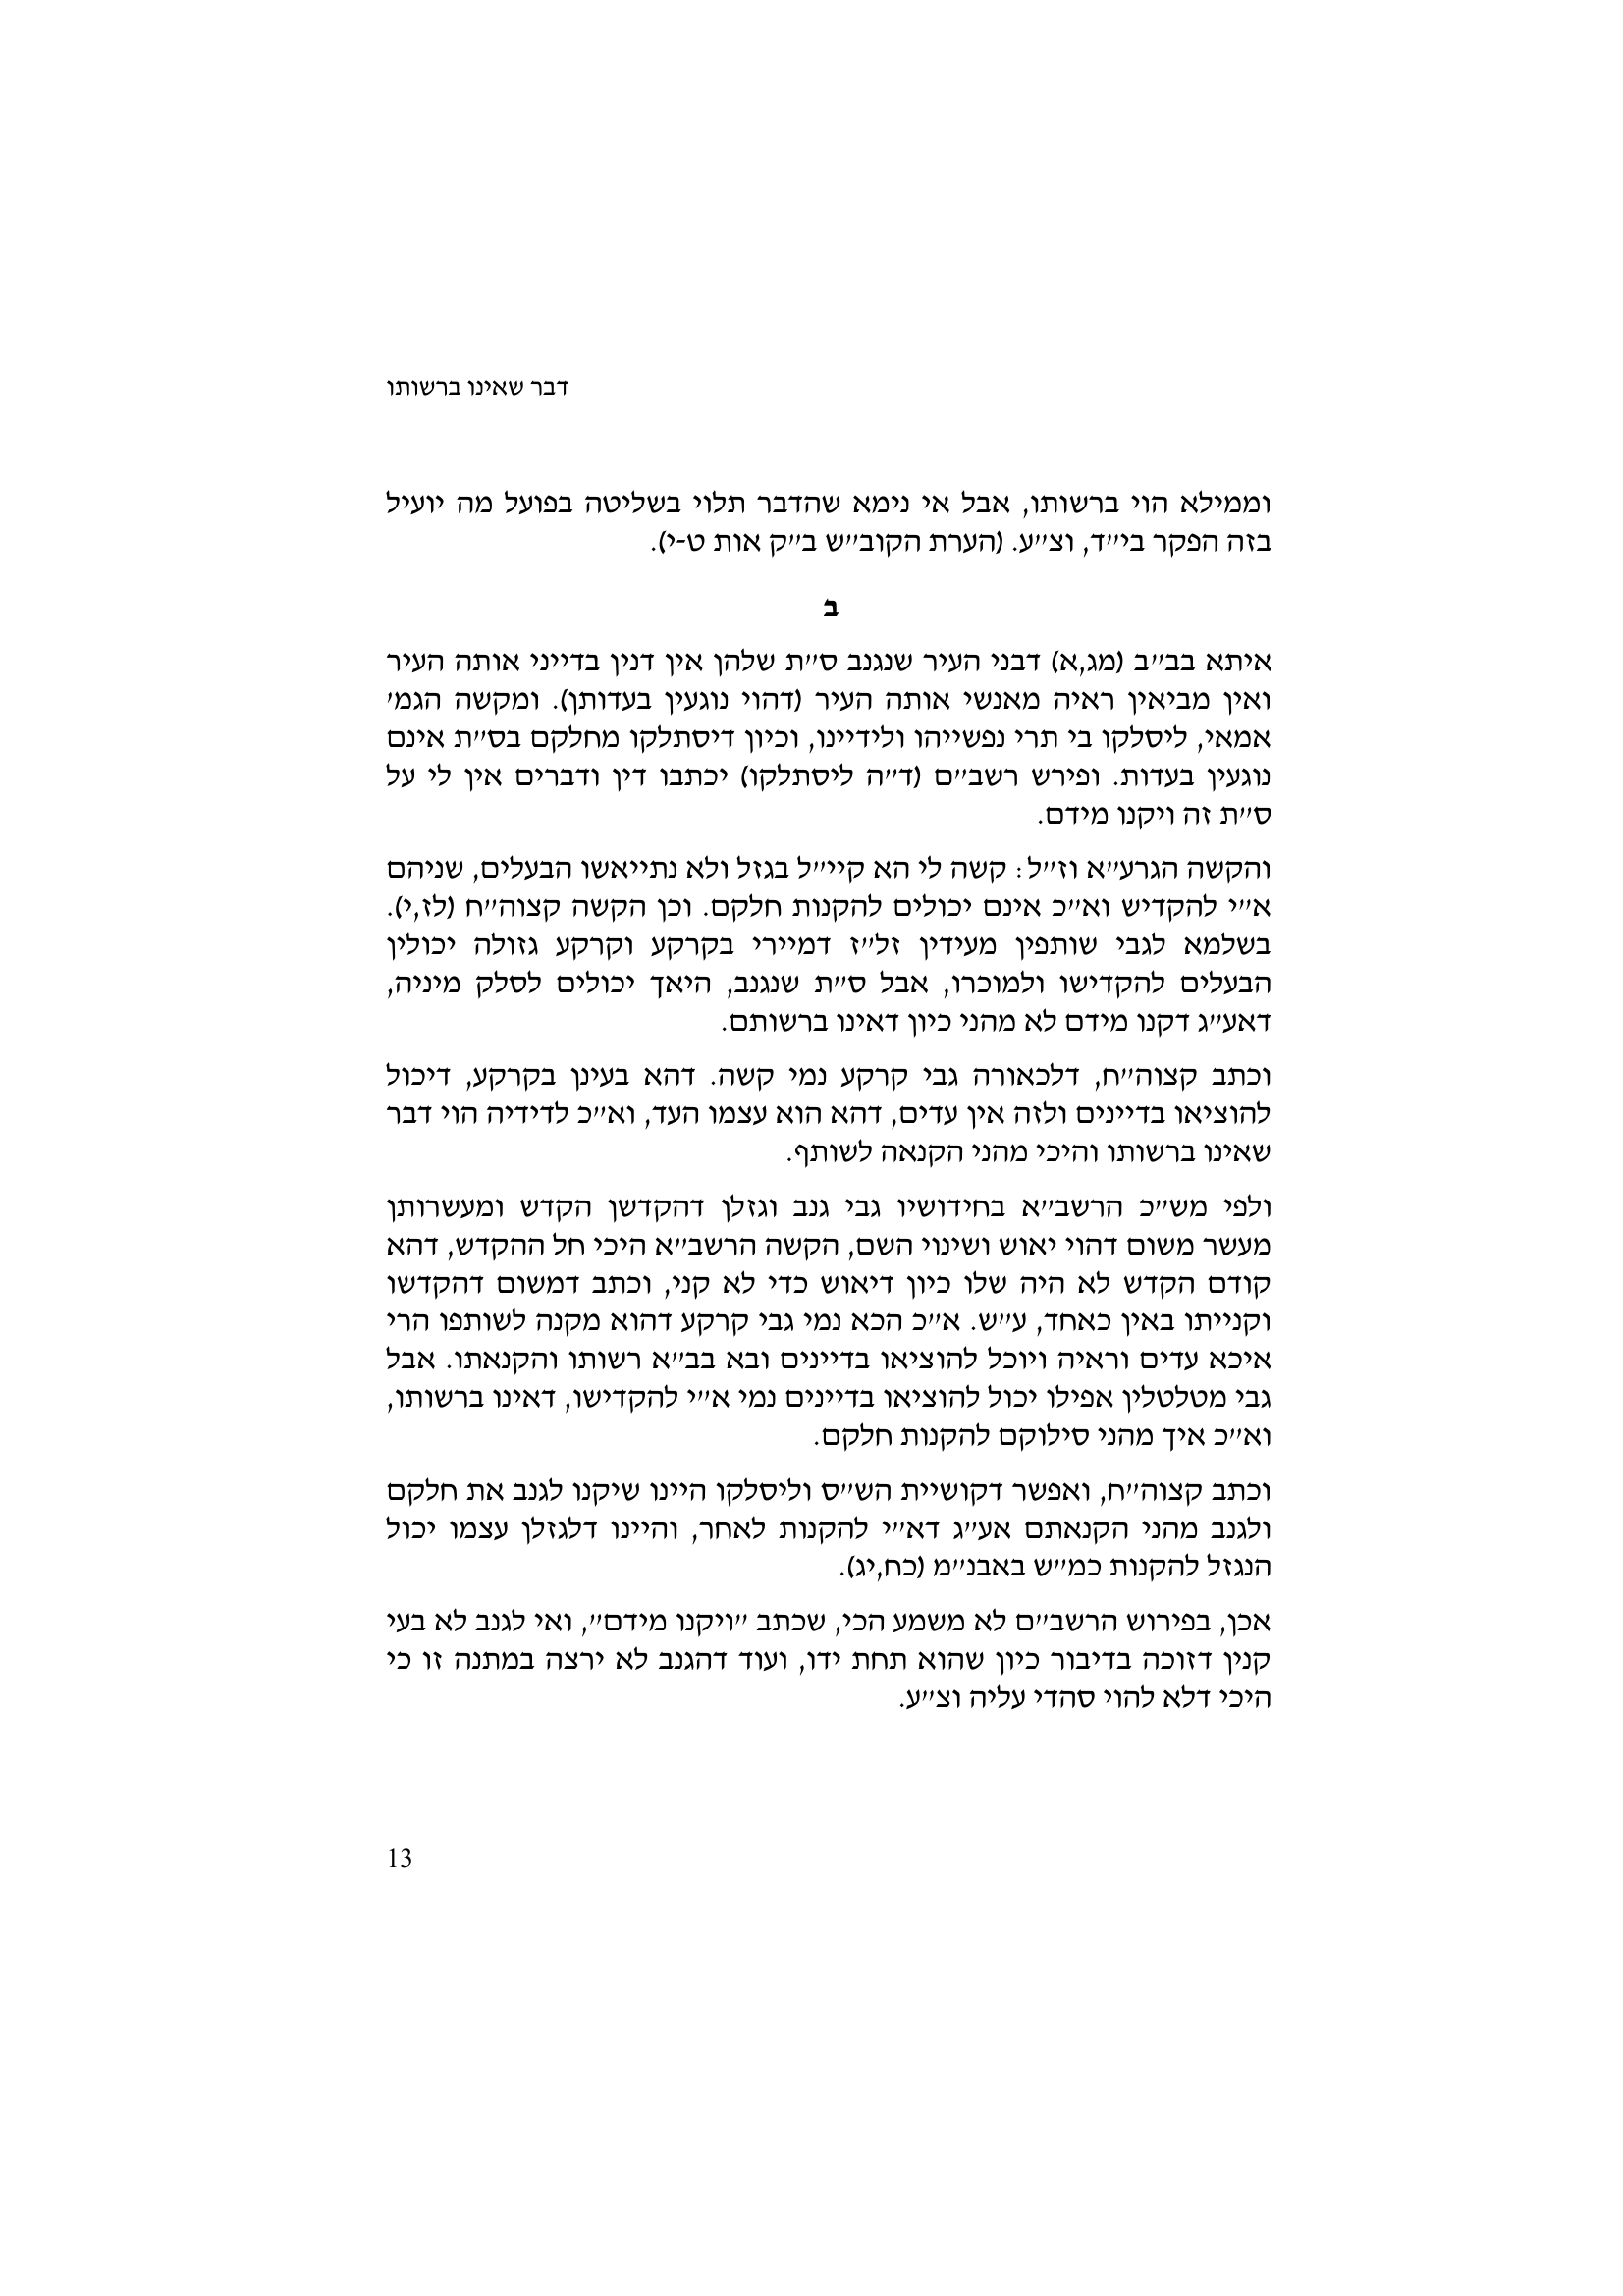 דבר שאינו ברשותו
וממילא הוי ברשותו, אבל אי נימא שהדבר תלוי בשליטה בפועל מה יועיל
בזה הפקר בי״ד, וצ״ע. (הערת הקוב״ש ב״ק אות ט-י).
ב
איתא בב״ב (מג,א) דבני העיר שנגנב ס״ת שלהן אין דנין בדייני אותה העיר
ואין מביאין ראיה מאנשי אותה העיר (דהוי נוגעין בעדותן). ומקשה הגמ׳
אמאי, ליסלקו בי תרי נפשייהו ולידיינו, וכיון דיסתלקו מחלקם בס״ת אינם
נוגעין בעדות. ופירש רשב״ם (ד״ה ליסתלקו) יכתבו דין ודברים אין לי על
ס״ת זה ויקנו מידם.
והקשה הגרע״א וז״ל: קשה לי הא קיי״ל בגזל ולא נתייאשו הבעלים, שניהם
א״י להקדיש וא״כ אינם יכולים להקנות חלקם. וכן הקשה קצוה״ח (לז,י).
בשלמא לגבי שותפין מעידין זל״ז דמיירי בקרקע וקרקע גזולה יכולין
הבעלים להקדישו ולמוכרו, אבל ס״ת שנגנב, היאך יכולים לסלק מיניה,
דאע״ג דקנו מידם לא מהני כיון דאינו ברשותם.
וכתב קצוה״ח, דלכאורה גבי קרקע נמי קשה. דהא בעינן בקרקע, דיכול
להוציאו בדיינים ולזה אין עדים, דהא הוא עצמו העד, וא״כ לדידיה הוי דבר
שאינו ברשותו והיכי מהני הקנאה לשותף.
ולפי מש״כ הרשב״א בחידושיו גבי גנב וגזלן דהקדשן הקדש ומעשרותן
מעשר משום דהוי יאוש ושינוי השם, הקשה הרשב״א היכי חל ההקדש, דהא
קודם הקדש לא היה שלו כיון דיאוש כדי לא קני, וכתב דמשום דהקדשו
וקנייתו באין כאחד, ע״ש. א״כ הכא נמי גבי קרקע דהוא מקנה לשותפו הרי
איכא עדים וראיה ויוכל להוציאו בדיינים ובא בב״א רשותו והקנאתו. אבל
גבי מטלטלין אפילו יכול להוציאו בדיינים נמי א״י להקדישו, דאינו ברשותו,
וא״כ איך מהני סילוקם להקנות חלקם.
וכתב קצוה״ח, ואפשר דקושיית הש״ס וליסלקו היינו שיקנו לגנב את חלקם
ולגנב מהני הקנאתם אע״ג דא״י להקנות לאחר, והיינו דלגזלן עצמו יכול
הנגזל להקנות כמ״ש באבנ״מ (כח,יג).
אכן, בפירוש הרשב״ם לא משמע הכי, שכתב ״ויקנו מידם״, ואי לגנב לא בעי
קנין דזוכה בדיבור כיון שהוא תחת ידו, ועוד דהגנב לא ירצה במתנה זו כי
היכי דלא להוי סהדי עליה וצ״ע.
13